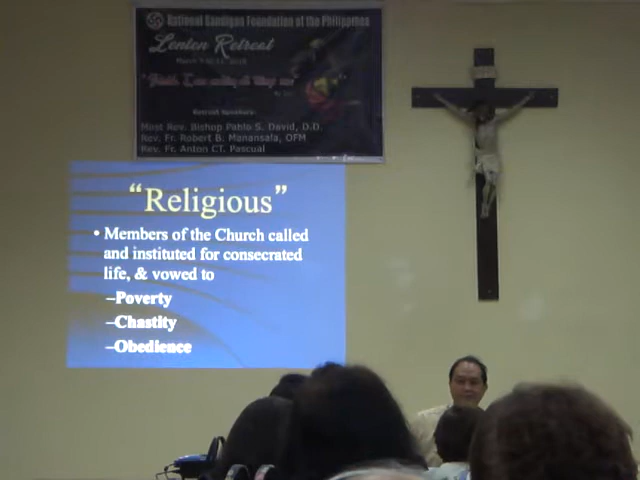 National Bandigan Foundation of the Philippines
Lenten Retreat
March
Retreat Speakers:
Most Rev. Bishop Pablo S. David, D.D.
Rev. Fr. Robert B. Manansala, OFM
Rev. Fr. Anton CT. Pascual
“Religious”
• Members of the Church called
and instituted for consecrated
life, & vowed to
–Poverty
–Chastity
–Obedience